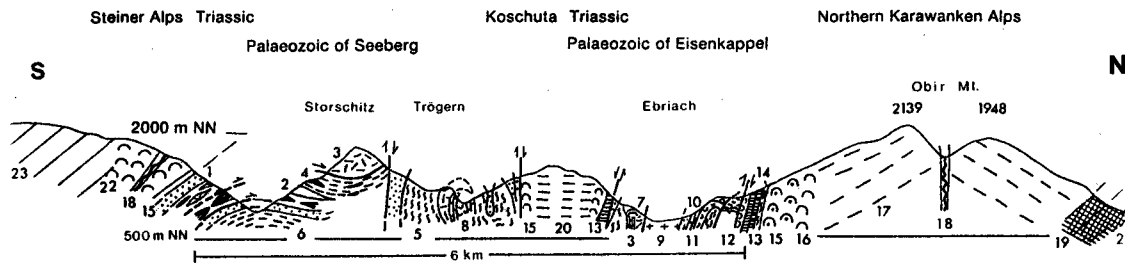 Steiner Alps Triassic Koschuta Triassic Northern Karawanken Alps
Palaeozoic of Seeberg Palaeozoic of Eisenkappel
S N
Obir Mt.
Storschitz Trögern Ebriach 2139 1948
2000 m NN
3
23 22 18 15 1 2 4 7 10 14 17 18
500 m NN 6 5 8 15 20 13 3 9 11 12 13 15 16 19 2
6 km